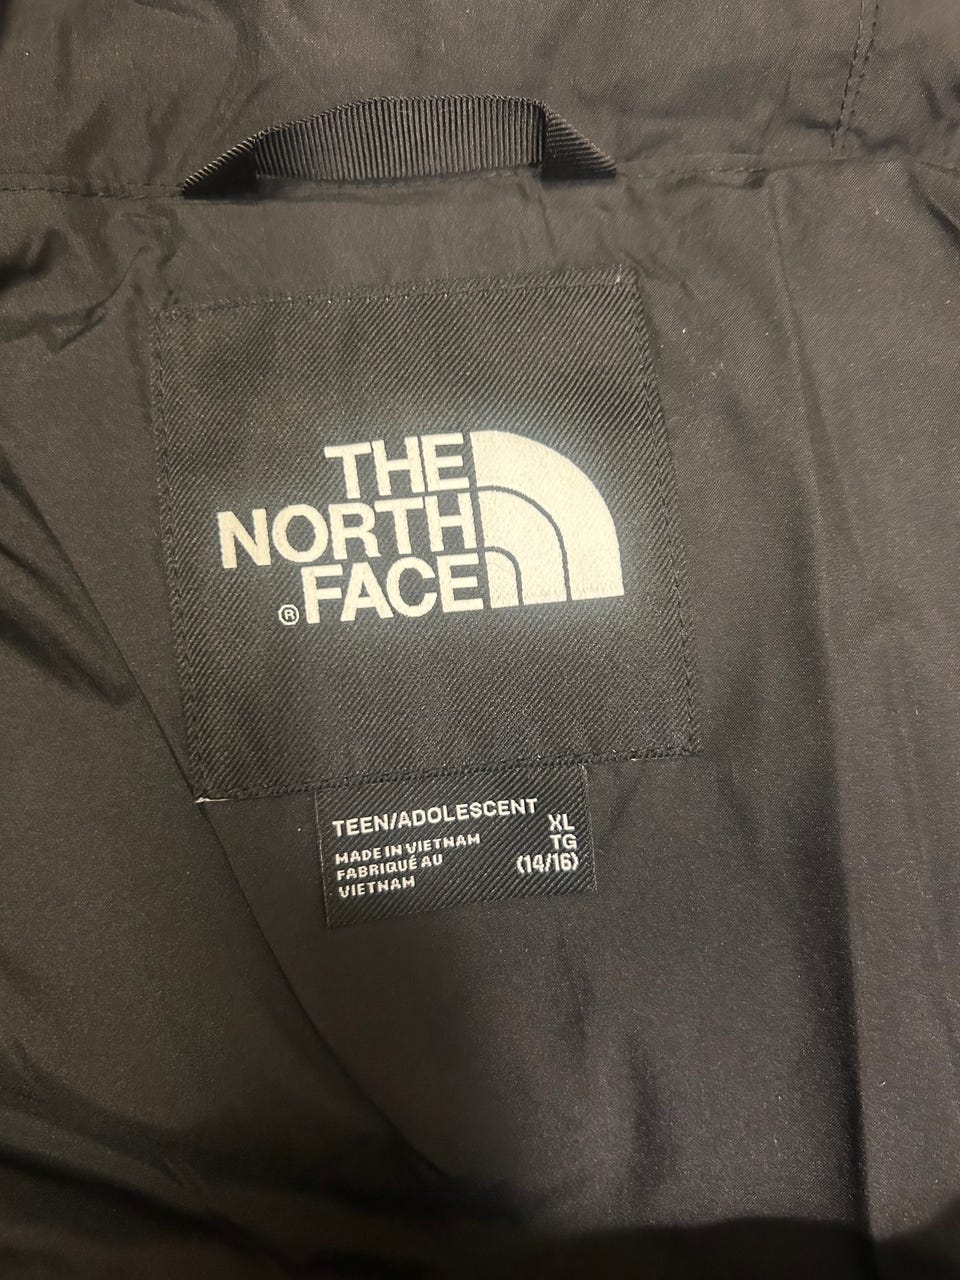 THE
NORTH
® FACE
TEEN/ADOLESCENT
XL
MADE IN VIETNAM TG
FABRIQUÉ AU (14/16)
VIETNAM